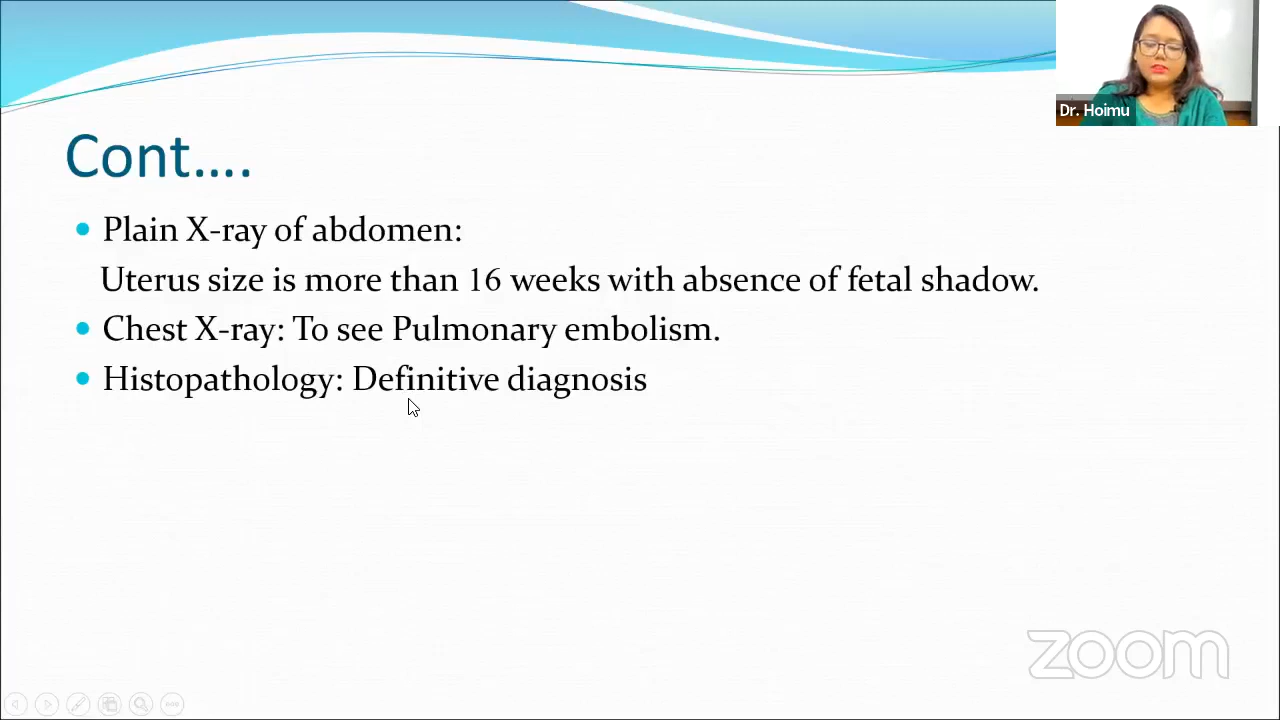 Dr. Hoimu
Cont....
Plain X-ray of abdomen:
Uterus size is more than 16 weeks with absence of fetal shadow.
Chest X-ray: To see Pulmonary embolism.
Histopathology: Definitive diagnosis
zoom